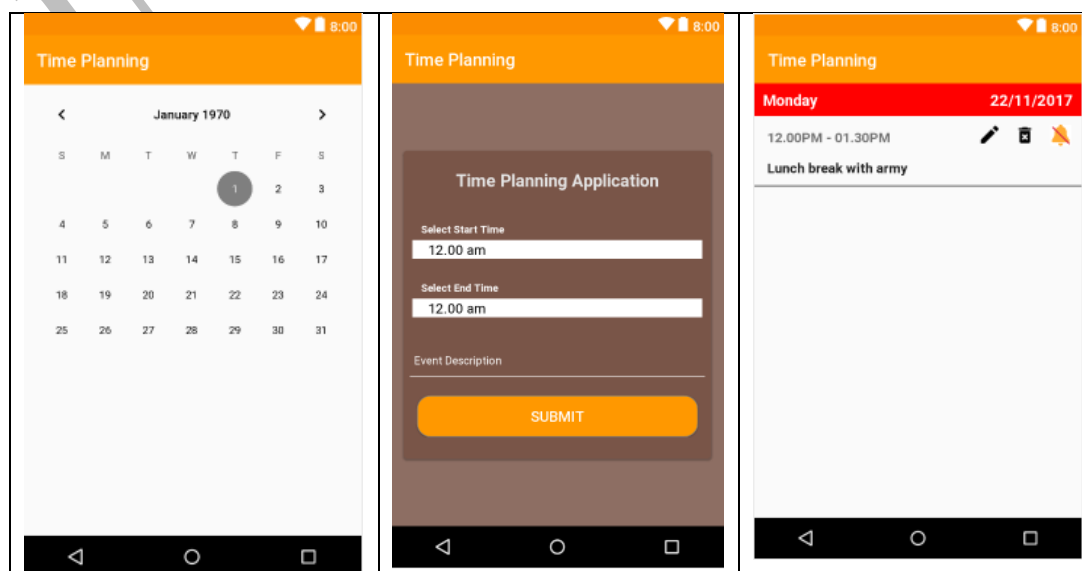 8:00
Time Planning
January 1970
S M T W T F S
1 2 3
4 5 6 7 8 9 10
11 12 13 14 15 16 17
18 19 20 21 22 23 24
25 26 27 28 29 30 31
8:00
Time Planning
Time Planning Application
Select Start Time
12.00 am
Select End Time
12.00 am
Event Description
SUBMIT
8:00
Time Planning
Monday 22/11/2017
12.00PM - 01.30PM
Lunch break with army